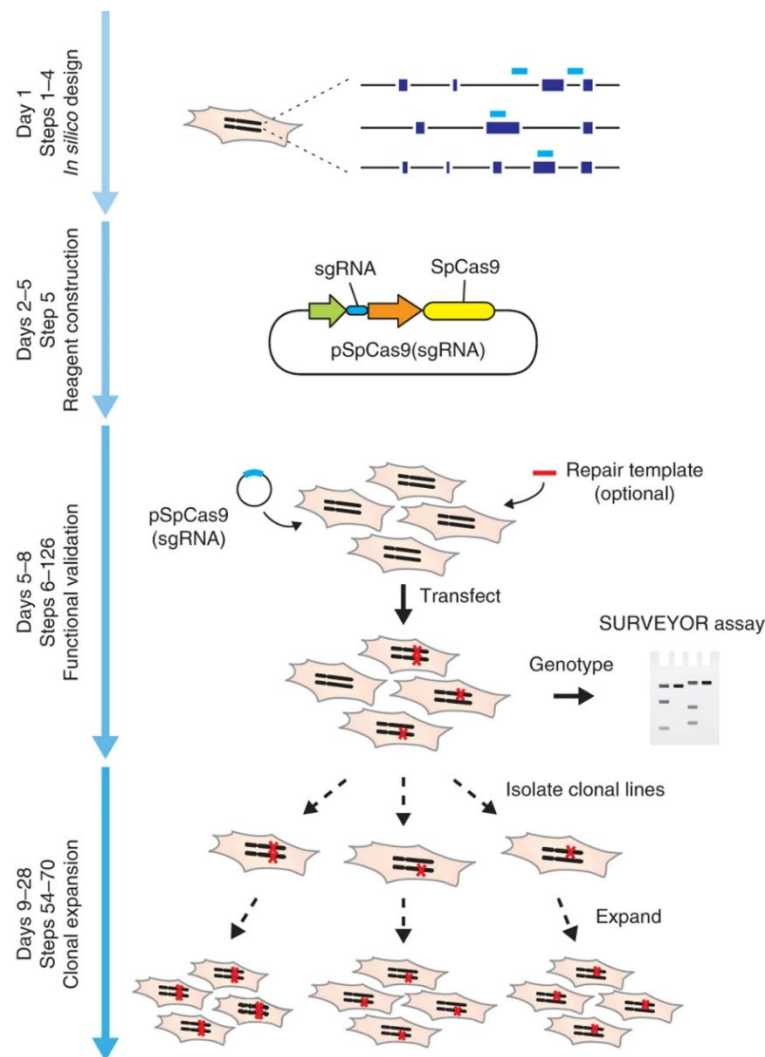 Day 1
Steps 1–4
In silico design
sgRNA
SpCas9
pSpCas9(sgRNA)
Days 2–5
Step 5
Reagent construction
pSpCas9
(sgRNA)
Repair template
(optional)
Transfect
SURVEYOR assay
Genotype
Days 5–8
Steps 6–126
Functional validation
Isolate clonal lines
Expand
Days 9–28
Steps 54–70
Clonal expansion